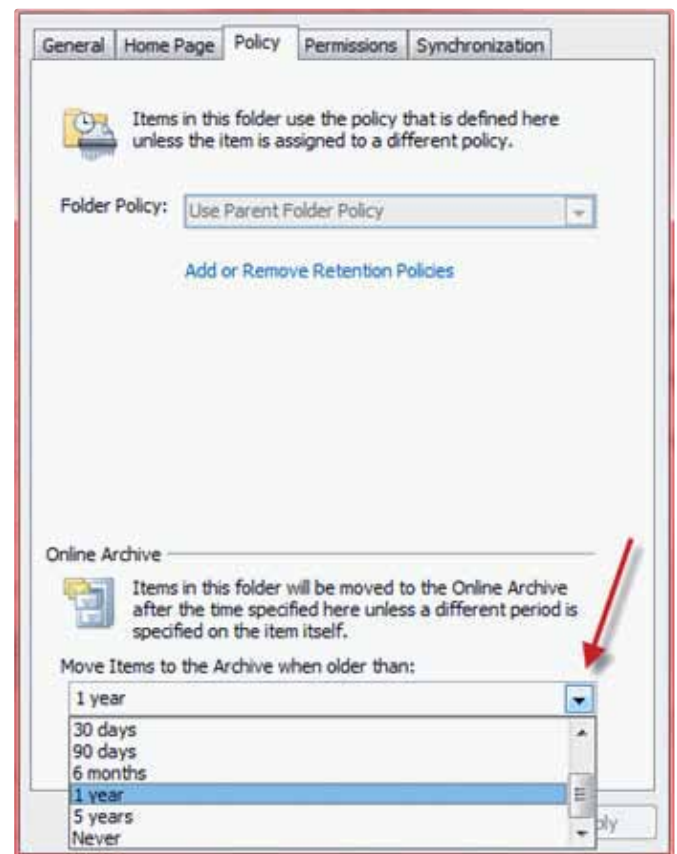 General Home Page Policy Permissions Synchronization
Items in this folder use the policy that is defined here
unless the item is assigned to a different policy.
Folder Policy: Use Parent Folder Policy
Add or Remove Retention Policies
Online Archive
Items in this folder will be moved to the Online Archive
after the time specified here unless a different period is
specified on the item itself.
Move Items to the Archive when older than:
1 year
30 days
90 days
6 months
1 year
5 years
Never